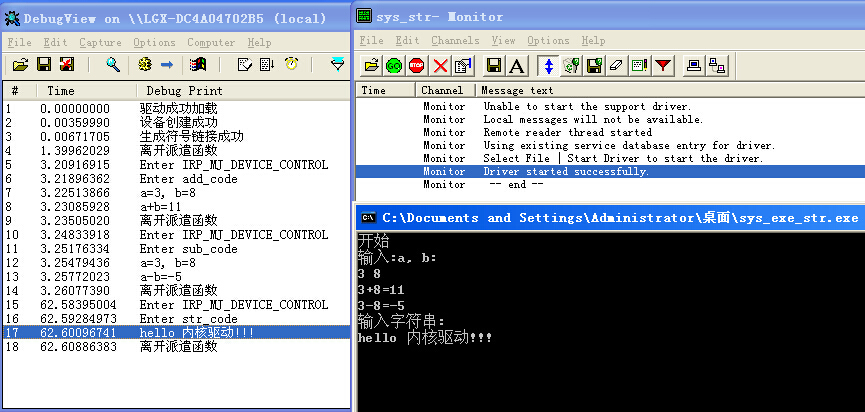 DebugView on \\LGX-DC4A04702B5 (local)
File Edit Capture Options Computer Help
# Time Debug Print
1 0.00000000 驱动成功加载
2 0.00359990 设备创建成功
3 0.00671705 生成符号链接成功
4 1.39962029 离开派遣函数
5 3.20916915 Enter IRP_MJ_DEVICE_CONTROL
6 3.21896362 Enter add_code
7 3.22513866 a=3, b=8
8 3.23085928 a+b=11
9 3.23505020 离开派遣函数
10 3.24833918 Enter IRP_MJ_DEVICE_CONTROL
11 3.25176334 Enter sub_code
12 3.25479436 a=3, b=8
13 3.25772023 a-b=-5
14 3.26077390 离开派遣函数
15 62.58395004 Enter IRP_MJ_DEVICE_CONTROL
16 62.59284973 Enter str_code
17 62.60096741 hello 内核驱动!!!
18 62.60886383 离开派遣函数
sys_str- Monitor
File Edit Channels View Options Help
GO STOP A
Time Channel Message text
Monitor Unable to start the support driver.
Monitor Local messages will not be available.
Monitor Remote reader thread started
Monitor Using existing service database entry for driver.
Monitor Select File | Start Driver to start the driver.
Monitor Driver started successfully.
Monitor -- end --
C:\Documents and Settings\Administrator\桌面\sys_exe_str.exe
开始
输入:a, b:
3 8
3+8=11
3-8=-5
输入字符串:
hello 内核驱动!!!